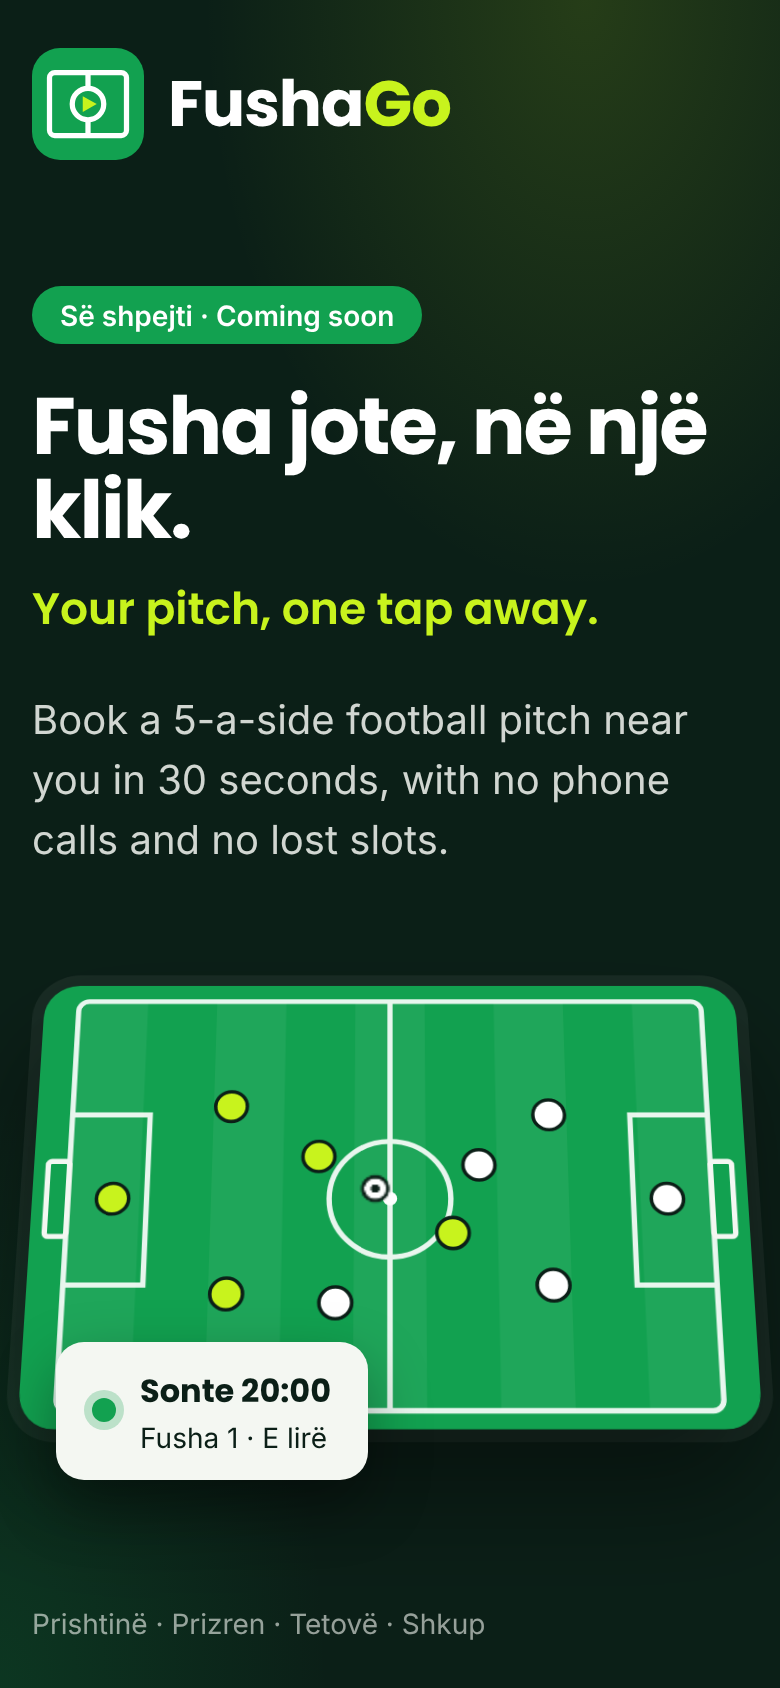 FushaGo
Së shpejti · Coming soon
Fusha jote, në një
klik.
Your pitch, one tap away.
Book a 5-a-side football pitch near
you in 30 seconds, with no phone
calls and no lost slots.
Sonte 20:00
Fusha 1 · E lirë
Prishtinë · Prizren · Tetovë · Shkup